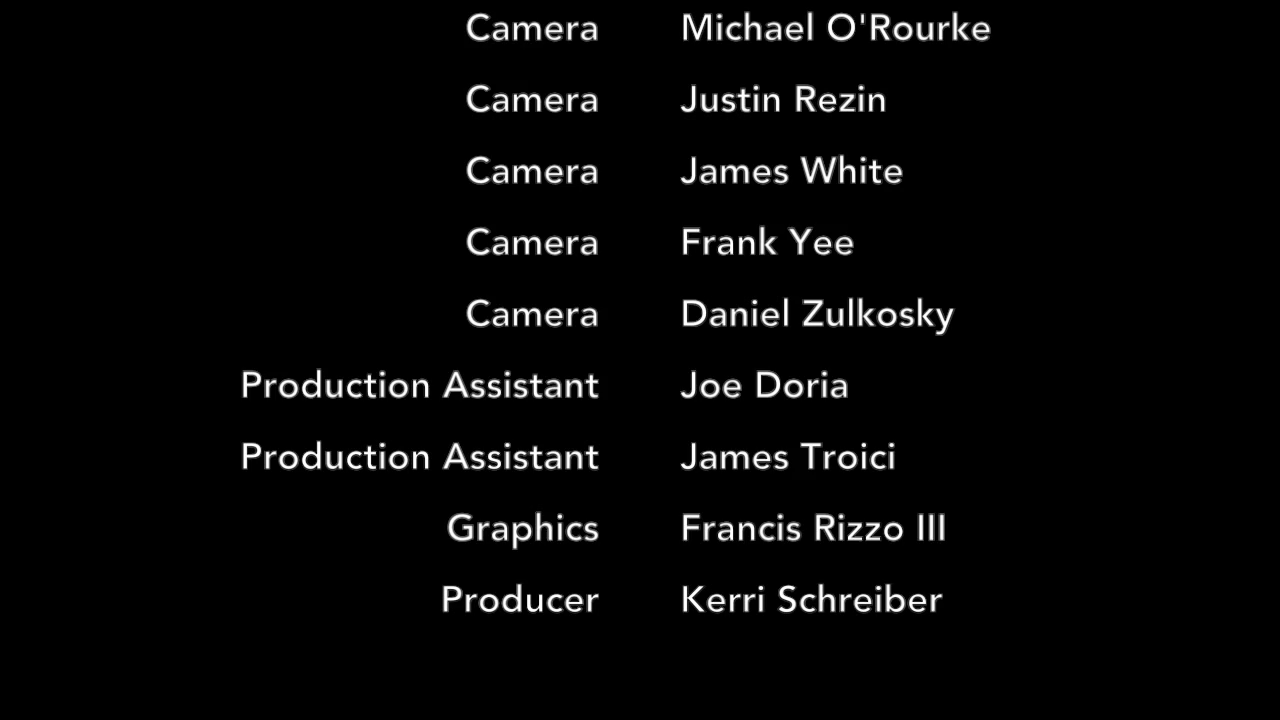 Camera Michael O'Rourke
Camera Justin Rezin
Camera James White
Camera Frank Yee
Camera Daniel Zulkosky
Production Assistant Joe Doria
Production Assistant James Troici
Graphics Francis Rizzo III
Producer Kerri Schreiber